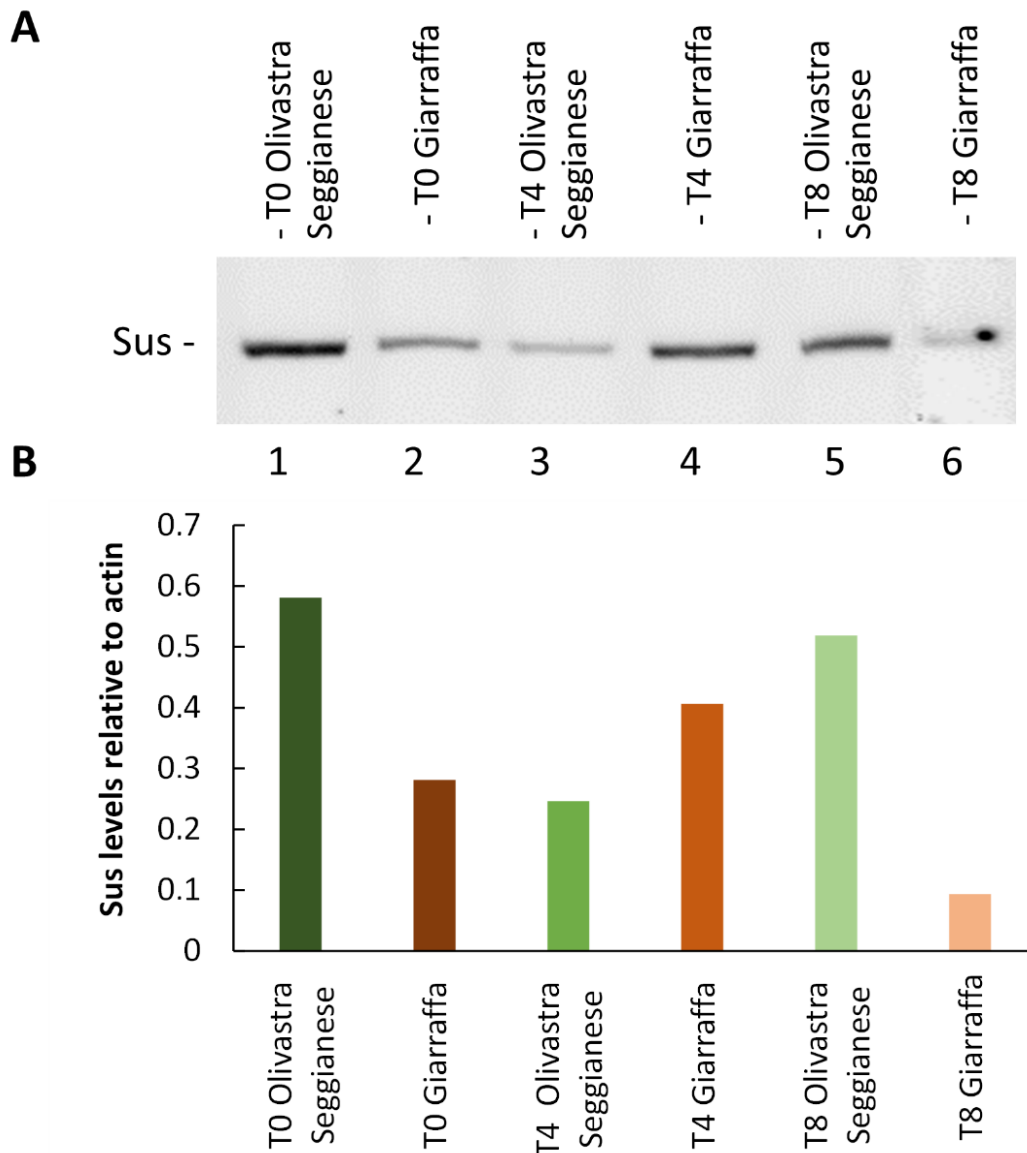 A
- T0 Olivastra
Seggianese
- T0 Giarraffa
- T4 Olivastra
Seggianese
- T4 Giarraffa
- T8 Olivastra
Seggianese
- T8 Giarraffa
Sus -
1 2 3 4 5 6
B
Sus levels relative to actin
0.7
0.6
0.5
0.4
0.3
0.2
0.1
0
T0 Olivastra
Seggianese
T0 Giarraffa
T4 Olivastra
Seggianese
T4 Giarraffa
T8 Olivastra
Seggianese
T8 Giarraffa